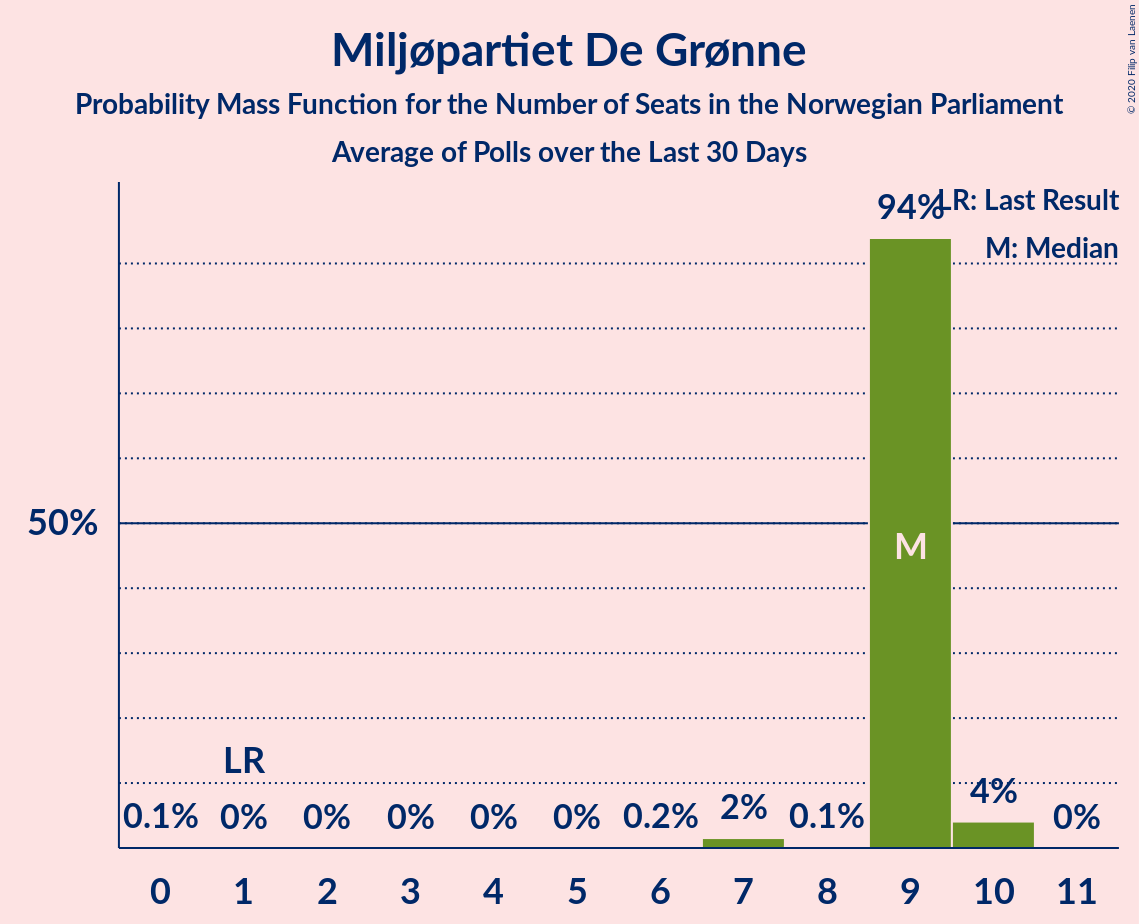 Miljøpartiet De Grønne
Probability Mass Function for the Number of Seats in the Norwegian Parliament
Average of Polls over the Last 30 Days
© 2020 Filip van Laenen
LR: Last Result
M: Median
94%
50%
M
LR
0.1% 0% 0% 0% 0% 0% 0.2% 2% 0.1% 4% 0%
0 1 2 3 4 5 6 7 8 9 10 11